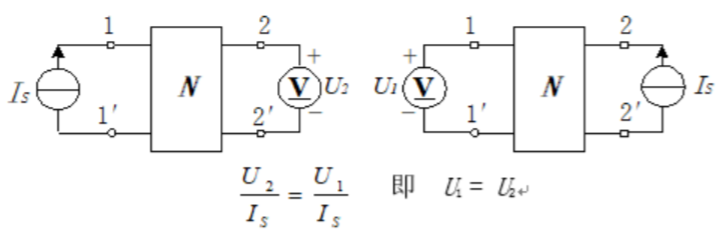 1 2 1 2
+ +
I_S N V U_2 U_1 V N I_S
− −
1′ 2′ 1′ 2′
U_2/I_S = U_1/I_S 即 U_1 = U_2↵